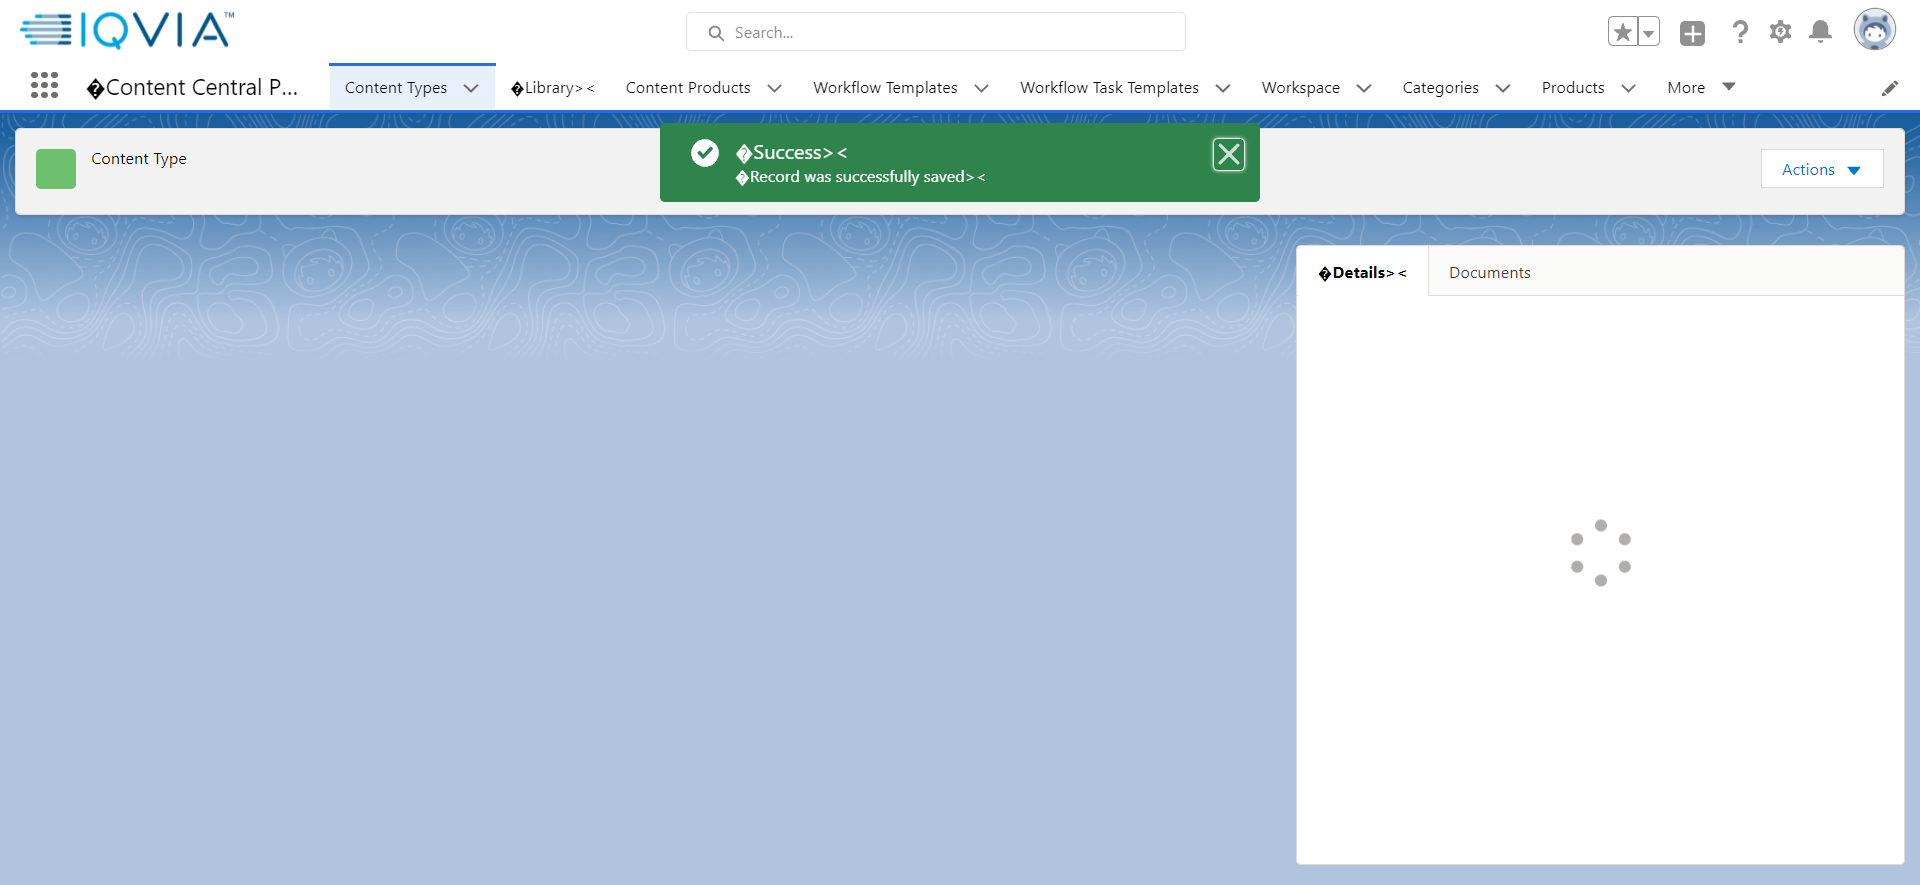 IQVIA™
Search...
�Content Central P...
Content Types
�Library><
Content Products
Workflow Templates
Workflow Task Templates
Workspace
Categories
Products
More
Content Type
�Success><
�Record was successfully saved><
Actions
�Details><
Documents